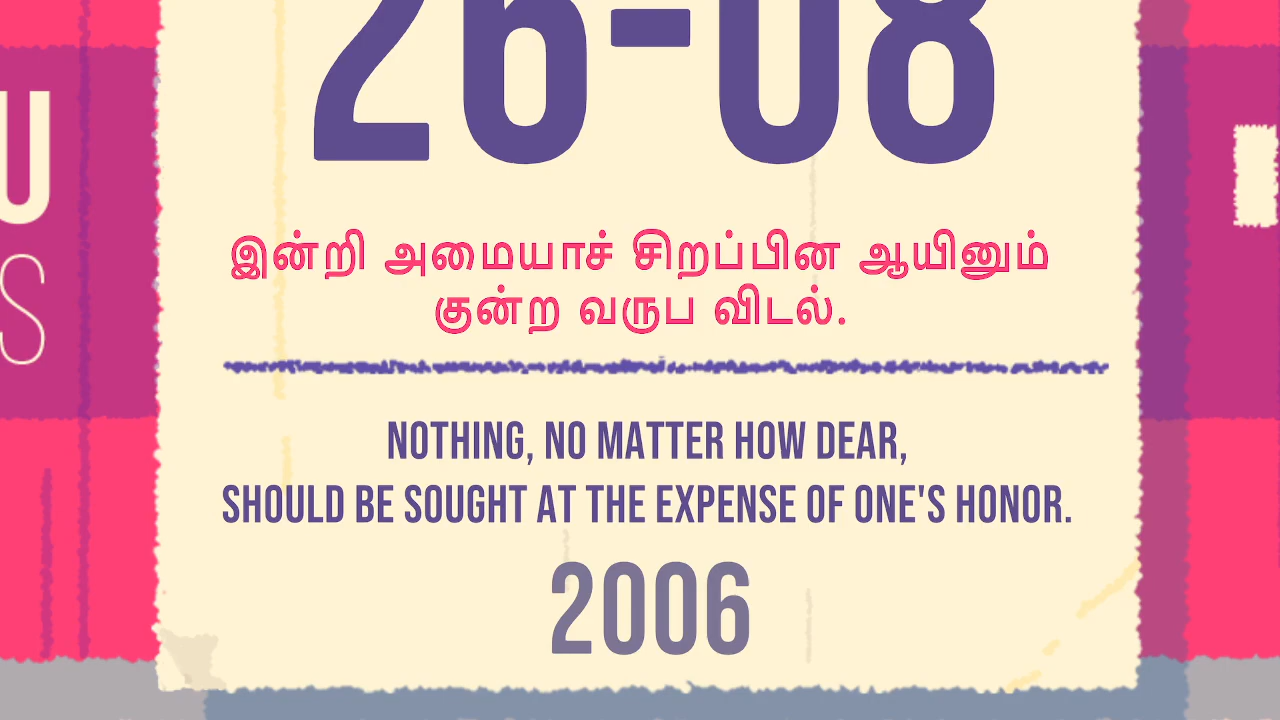 26-08
U
S
இன்றி அமையாச் சிறப்பின ஆயினும்
குன்ற வருப விடல்.
NOTHING, NO MATTER HOW DEAR,
SHOULD BE SOUGHT AT THE EXPENSE OF ONE'S HONOR.
2006